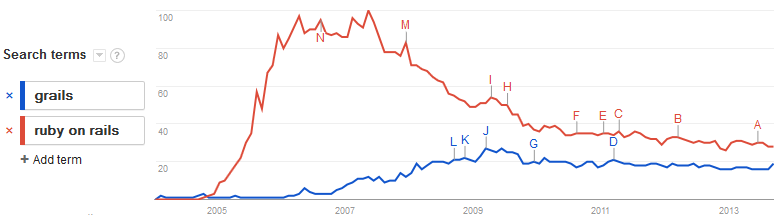 Search terms ?
× grails
× ruby on rails
+ Add term
100
80
60
40
20
N M I H F E C B A
L K J G D
2005 2007 2009 2011 2013